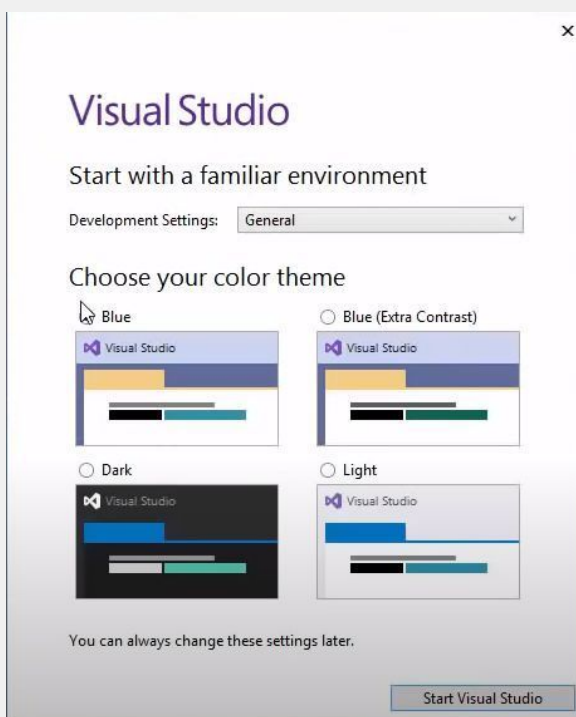 Visual Studio
Start with a familiar environment
Development Settings: General
Choose your color theme
Blue
Blue (Extra Contrast)
Visual Studio
Visual Studio
Dark
Light
Visual Studio
Visual Studio
You can always change these settings later.
Start Visual Studio